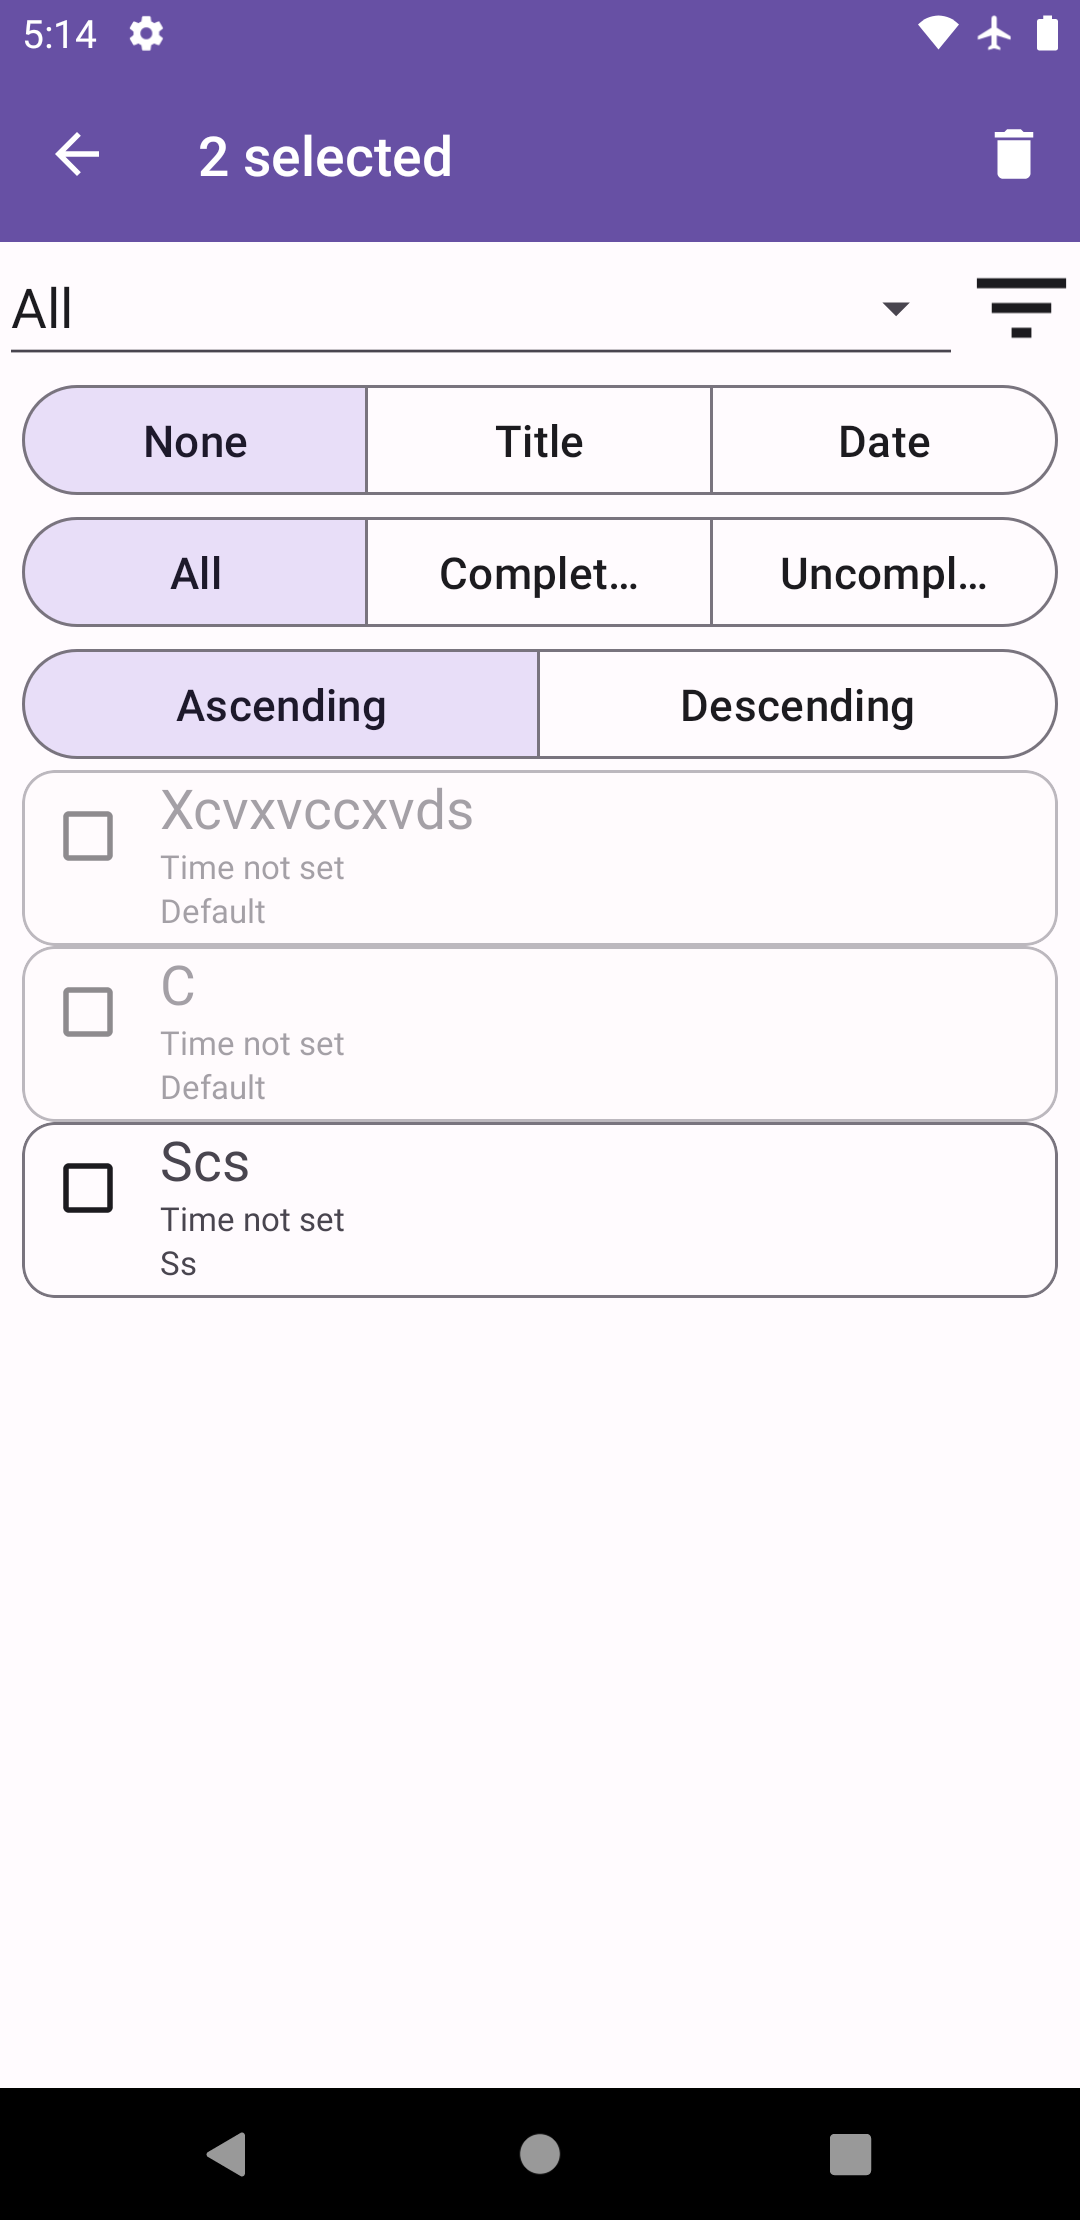 5:14
2 selected
All
None Title Date
All Complet... Uncompl...
Ascending Descending
Xcvxvccxvds
Time not set
Default
C
Time not set
Default
Scs
Time not set
Ss